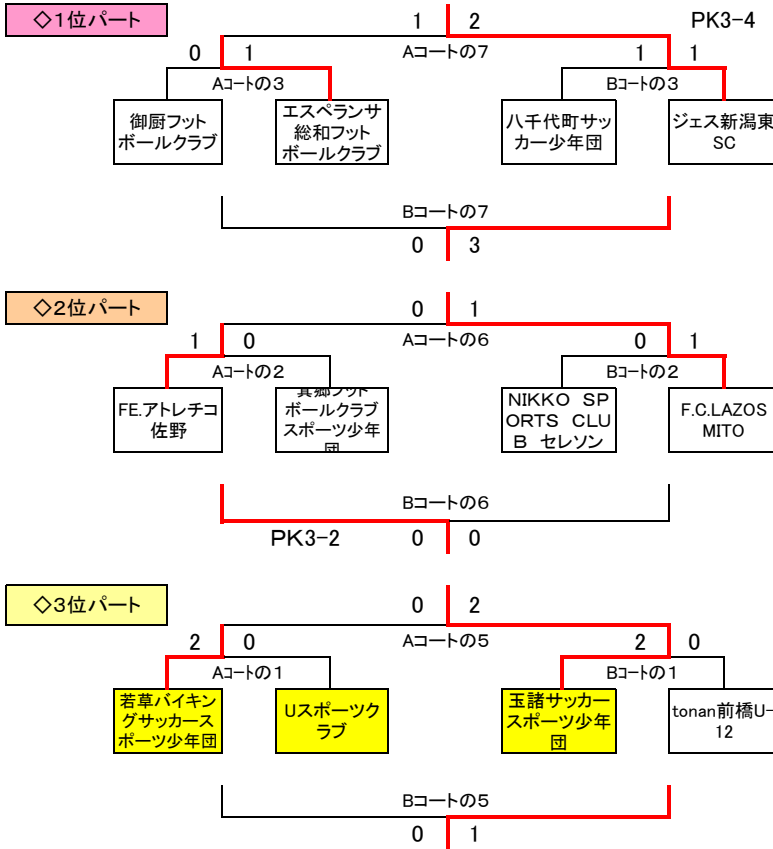 ◇1位パート
1 2
PK3-4
Aコートの7
0 1
1 1
Aコートの3
Bコートの3
御厨フット
ボールクラブ
エスペランサ
総和フット
ボールクラブ
八千代町サッ
カー少年団
ジェス新潟東
SC
Bコートの7
0 3
◇2位パート
0 1
Aコートの6
1 0
0 1
Aコートの2
Bコートの2
FE.アトレチコ
佐野
真郷フット
ボールクラブ
スポーツ少年
団
NIKKO SP
ORTS CLU
B セレソン
F.C.LAZOS
MITO
Bコートの6
PK3-2
0 0
◇3位パート
0 2
Aコートの5
2 0
2 0
Aコートの1
Bコートの1
若草バイキン
グサッカース
ポーツ少年団
Uスポーツク
ラブ
玉諸サッカー
スポーツ少年
団
tonan前橋U-
12
Bコートの5
0 1